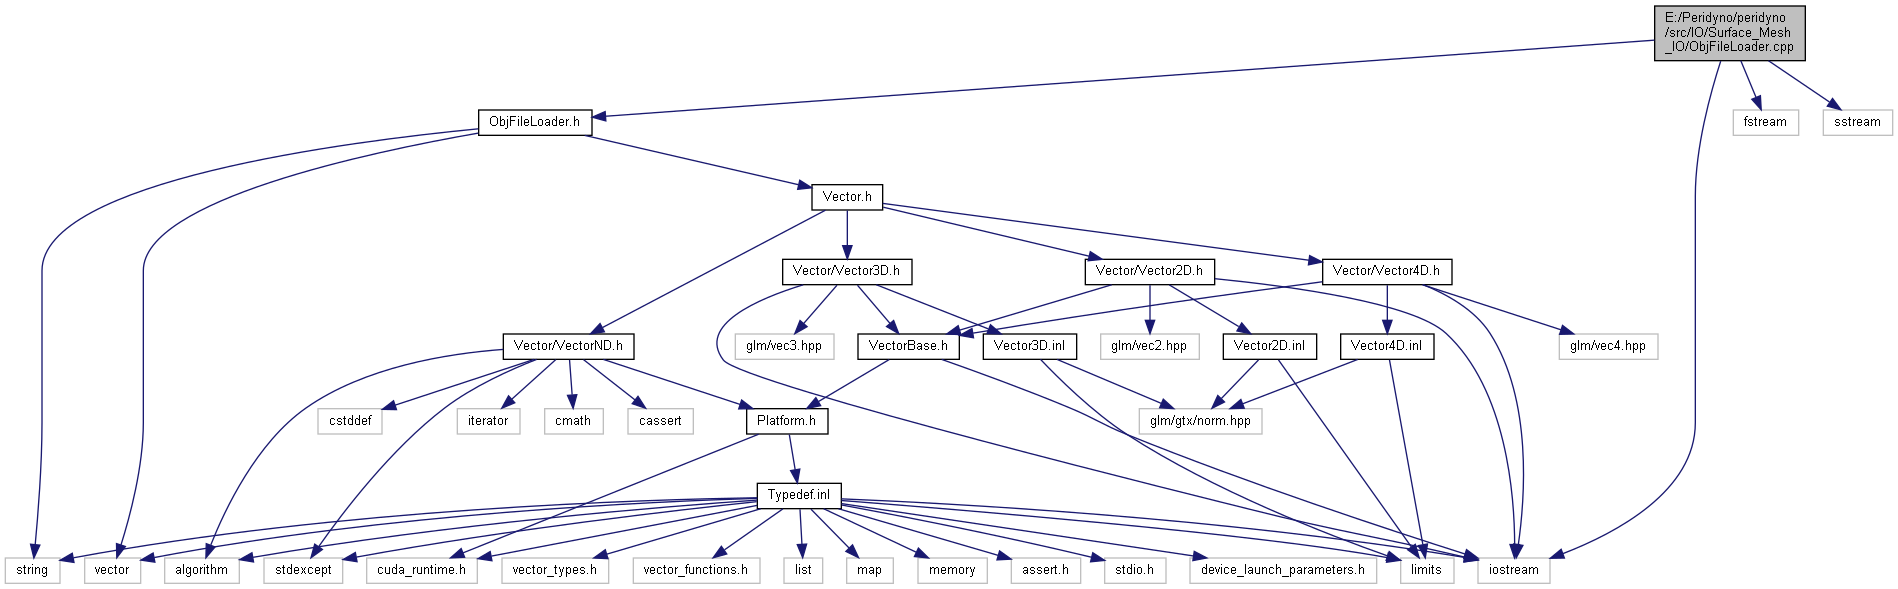 E:/Peridyno/peridyno
/src/IO/Surface_Mesh
_IO/ObjFileLoader.cpp
ObjFileLoader.h
fstream
sstream
Vector.h
Vector/Vector3D.h
Vector/Vector2D.h
Vector/Vector4D.h
Vector/VectorND.h
glm/vec3.hpp
VectorBase.h
Vector3D.inl
glm/vec2.hpp
Vector2D.inl
Vector4D.inl
glm/vec4.hpp
cstddef
iterator
cmath
cassert
Platform.h
glm/gtx/norm.hpp
Typedef.inl
string
vector
algorithm
stdexcept
cuda_runtime.h
vector_types.h
vector_functions.h
list
map
memory
assert.h
stdio.h
device_launch_parameters.h
limits
iostream